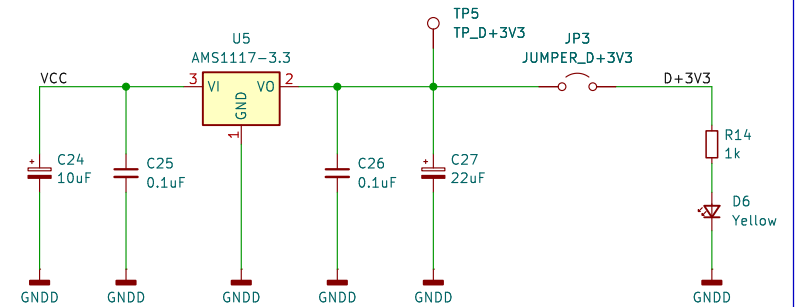 TP5
TP_D+3V3
U5
AMS1117-3.3
JP3
JUMPER_D+3V3
VCC
3
VI
VO
2
D+3V3
GND
1
C24
10uF
C25
0.1uF
C26
0.1uF
C27
22uF
R14
1k
D6
Yellow
GNDD
GNDD
GNDD
GNDD
GNDD
GNDD